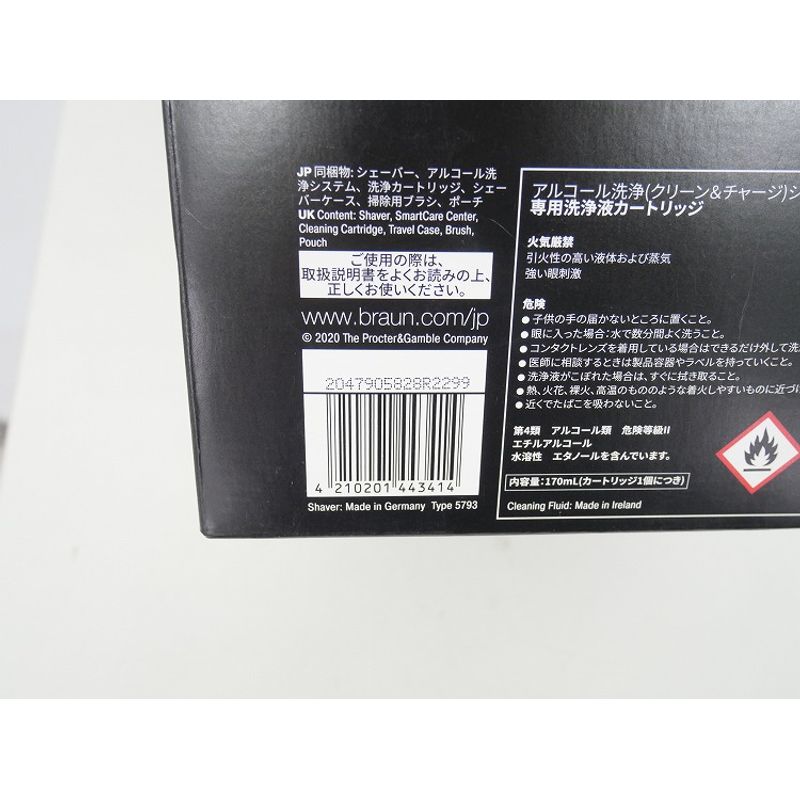 JP 同梱物: シェーバー、アルコール洗
浄システム、洗浄カートリッジ、シェー
バーケース、掃除用ブラシ、ポーチ
UK Content: Shaver, SmartCare Center,
Cleaning Cartridge, Travel Case, Brush,
Pouch
ご使用の際は、
取扱説明書をよくお読みの上、
正しくお使いください。
www.braun.com/jp
© 2020 The Procter&Gamble Company
2047905828R2299
4 210201 443414
Shaver: Made in Germany Type 5793
アルコール洗浄(クリーン&チャージ)シ
専用洗浄液カートリッジ
火気厳禁
引火性の高い液体および蒸気
強い眼刺激
危険
● 子供の手の届かないところに置くこと。
● 眼に入った場合: 水で数分間よく洗うこと。
● コンタクトレンズを着用している場合はできるだけ外して洗
● 医師に相談するときは製品容器やラベルを持っていくこと。
● 洗浄液がこぼれた場合は、すぐに拭き取ること。
● 熱、火花、裸火、高温のもののような着火しやすいものに近づけ
● 近くでたばこを吸わないこと。
第4類 アルコール類 危険等級II
エチルアルコール
水溶性 エタノールを含んでいます。
内容量:170mL(カートリッジ1個につき)
Cleaning Fluid: Made in Ireland